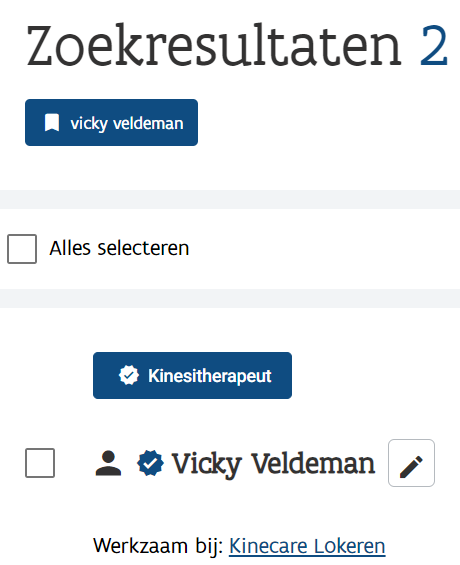 Zoekresultaten 2
vicky veldeman
Alles selecteren
Kinesitherapeut
Vicky Veldeman
Werkzaam bij: Kinecare Lokeren